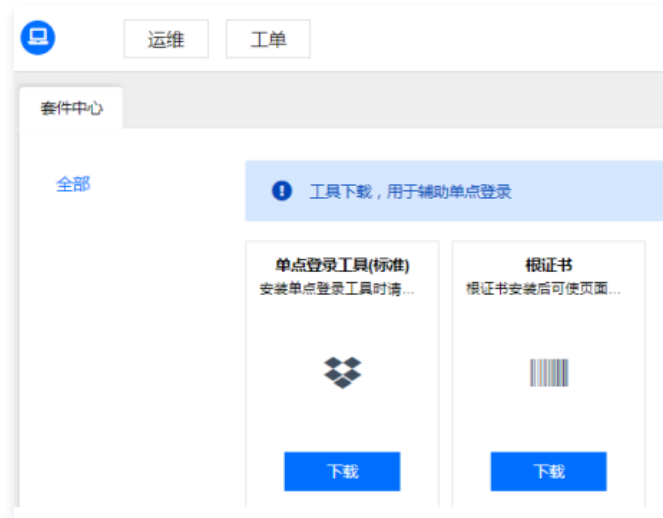 运维 工单
套件中心
全部
工具下载，用于辅助单点登录
单点登录工具(标准)
安装单点登录工具时请...
下载
根证书
根证书安装后可使页面...
下载